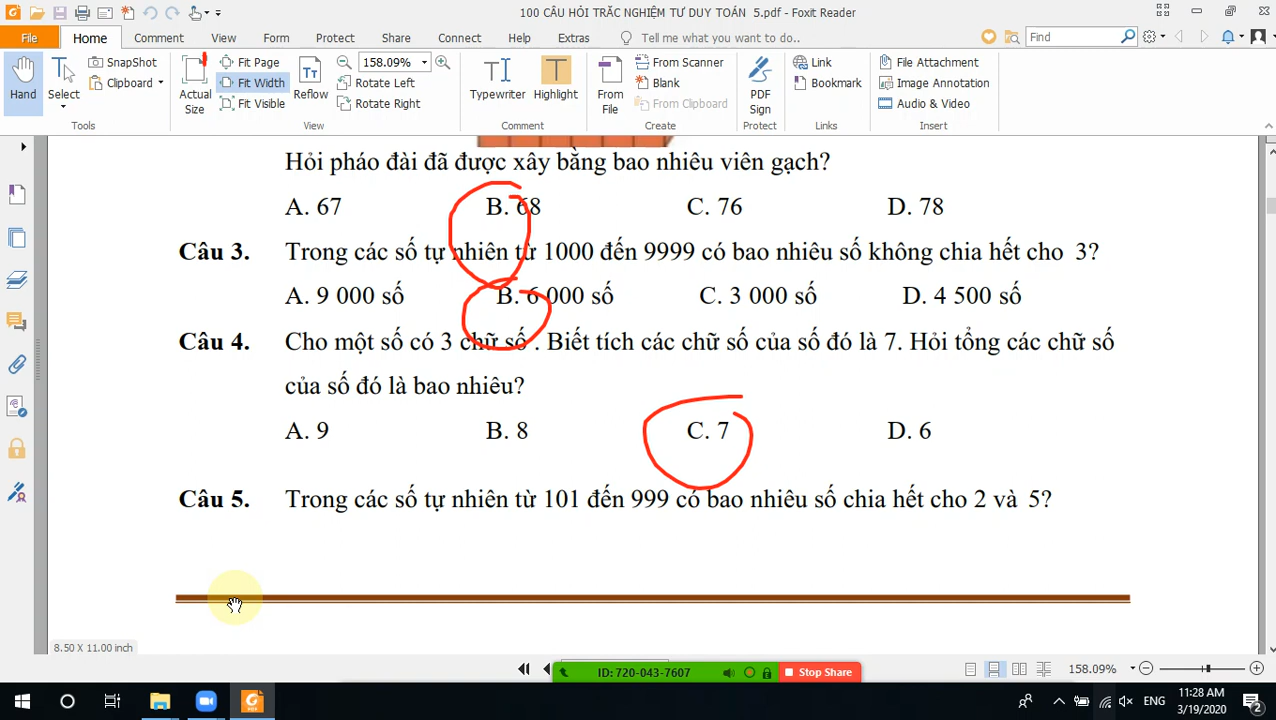 100 CÂU HỎI TRẮC NGHIỆM TƯ DUY TOÁN 5.pdf - Foxit Reader
File Home Comment View Form Protect Share Connect Help Extras Tell me what you want to do.. Find
Hand Select SnapShot Clipboard Actual Size Fit Page Fit Width Fit Visible Reflow 158.09% Rotate Left Rotate Right Typewriter Highlight From File From Scanner Blank From Clipboard PDF Sign Link Bookmark File Attachment Image Annotation Audio & Video
Tools View Comment Create Protect Links Insert
Hỏi pháo đài đã được xây bằng bao nhiêu viên gạch?
A. 67 B. 68 C. 76 D. 78
Câu 3. Trong các số tự nhiên từ 1000 đến 9999 có bao nhiêu số không chia hết cho 3?
A. 9 000 số B. 6 000 số C. 3 000 số D. 4 500 số
Câu 4. Cho một số có 3 chữ số . Biết tích các chữ số của số đó là 7. Hỏi tổng các chữ số
của số đó là bao nhiêu?
A. 9 B. 8 C. 7 D. 6
Câu 5. Trong các số tự nhiên từ 101 đến 999 có bao nhiêu số chia hết cho 2 và 5?
8.50 x 11.00 inch
ID: 720-043-7607 Stop Share 158.09%
ENG 11:28 AM
3/19/2020 2